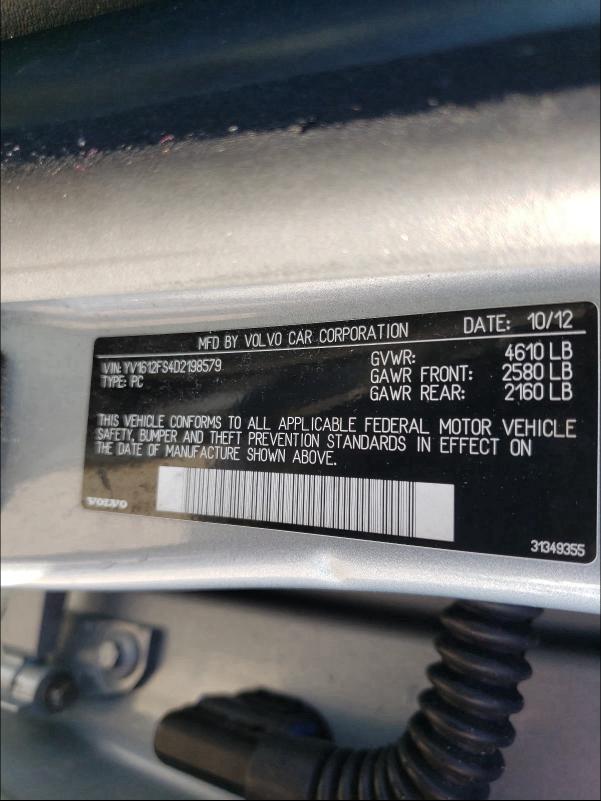 MFD BY VOLVO CAR CORPORATION DATE: 10/12
VIN: YV1612FS4D2198579 GVWR: 4610 LB
TYPE: PC GAWR FRONT: 2580 LB
GAWR REAR: 2160 LB
THIS VEHICLE CONFORMS TO ALL APPLICABLE FEDERAL MOTOR VEHICLE
SAFETY, BUMPER AND THEFT PREVENTION STANDARDS IN EFFECT ON
THE DATE OF MANUFACTURE SHOWN ABOVE.
VOLVO
31349355